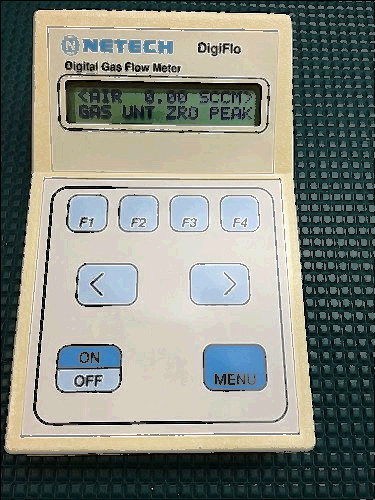 NETECH DigiFlo
Digital Gas Flow Meter
<AIR 0.00 SCCM>
GAS UNT ZRO PEAK
F1 F2 F3 F4
< >
ON
OFF
MENU